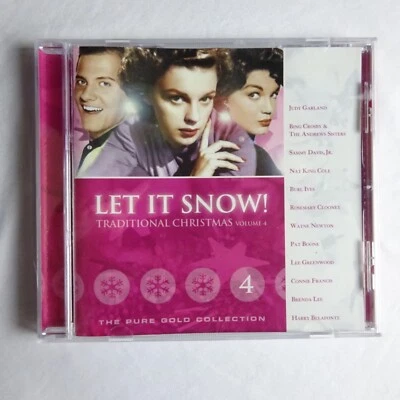 JUDY GARLAND
BING CROSBY &
THE ANDREWS SISTERS
SAMMY DAVIS, JR.
NAT KING COLE
BURL IVES
ROSEMARY CLOONEY
WAYNE NEWTON
PAT BOONE
LEE GREENWOOD
CONNIE FRANCIS
BRENDA LEE
HARRY BELAFONTE
LET IT SNOW!
TRADITIONAL CHRISTMAS VOLUME 4
4
THE PURE GOLD COLLECTION